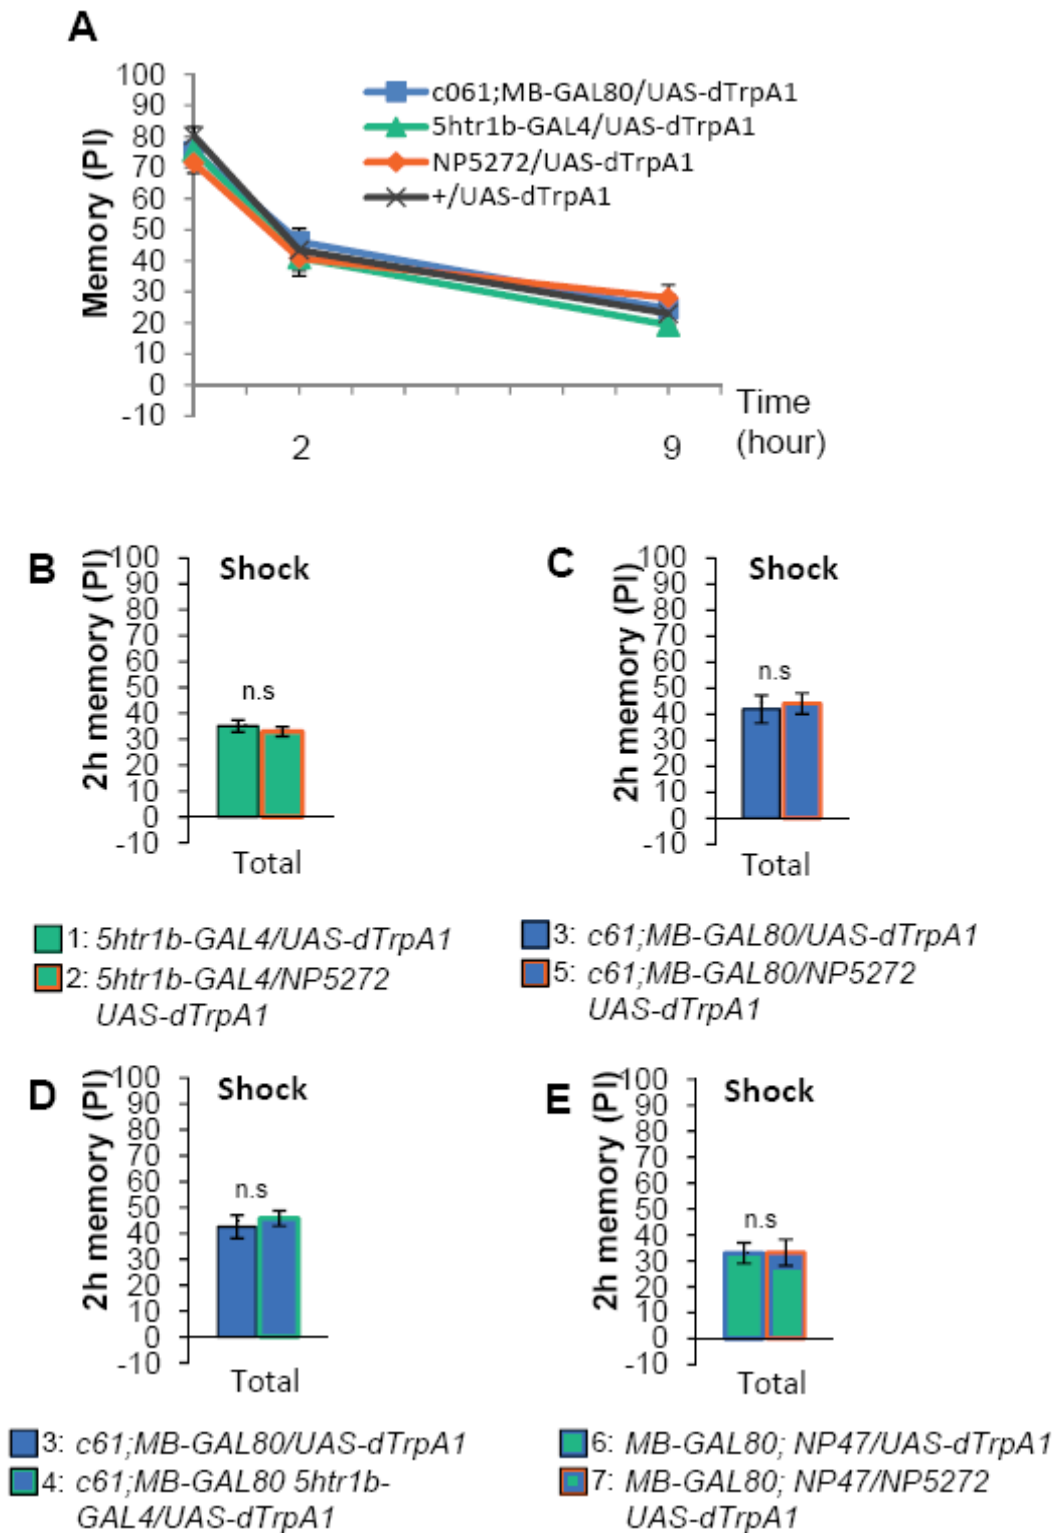 A
Memory (PI)
100
90
80
70
60
50
40
30
20
10
0
-10
c061;MB-GAL80/UAS-dTrpA1
5htr1b-GAL4/UAS-dTrpA1
NP5272/UAS-dTrpA1
+/UAS-dTrpA1
2
9
Time
(hour)
B
2h memory (PI)
100
90
80
70
60
50
40
30
20
10
0
-10
Shock
n.s
Total
1: 5htr1b-GAL4/UAS-dTrpA1
2: 5htr1b-GAL4/NP5272
UAS-dTrpA1
C
2h memory (PI)
100
90
80
70
60
50
40
30
20
10
0
-10
Shock
n.s
Total
3: c61;MB-GAL80/UAS-dTrpA1
5: c61;MB-GAL80/NP5272
UAS-dTrpA1
D
2h memory (PI)
100
90
80
70
60
50
40
30
20
10
0
-10
Shock
n.s
Total
3: c61;MB-GAL80/UAS-dTrpA1
4: c61;MB-GAL80 5htr1b-
GAL4/UAS-dTrpA1
E
2h memory (PI)
100
90
80
70
60
50
40
30
20
10
0
-10
Shock
n.s
Total
6: MB-GAL80; NP47/UAS-dTrpA1
7: MB-GAL80; NP47/NP5272
UAS-dTrpA1